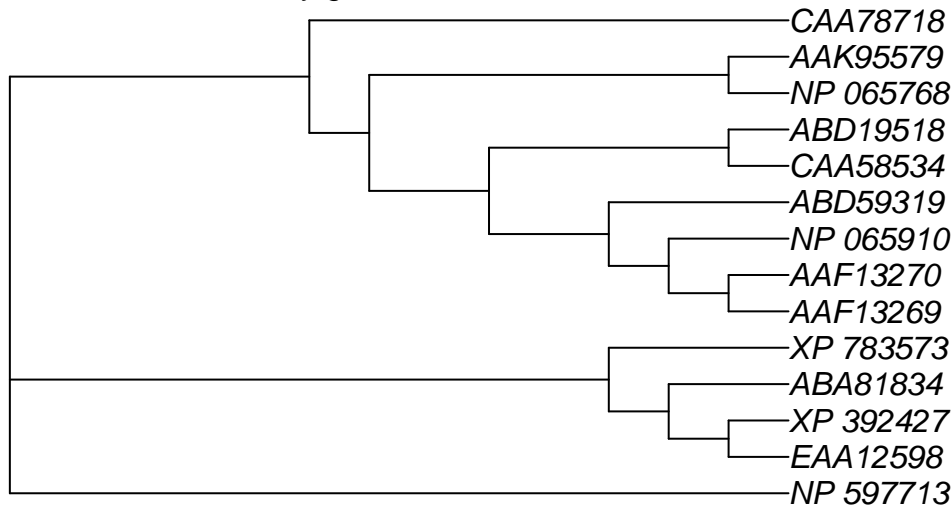 CAA78718
AAK95579
NP 065768
ABD19518
CAA58534
ABD59319
NP 065910
AAF13270
AAF13269
XP 783573
ABA81834
XP 392427
EAA12598
NP 597713